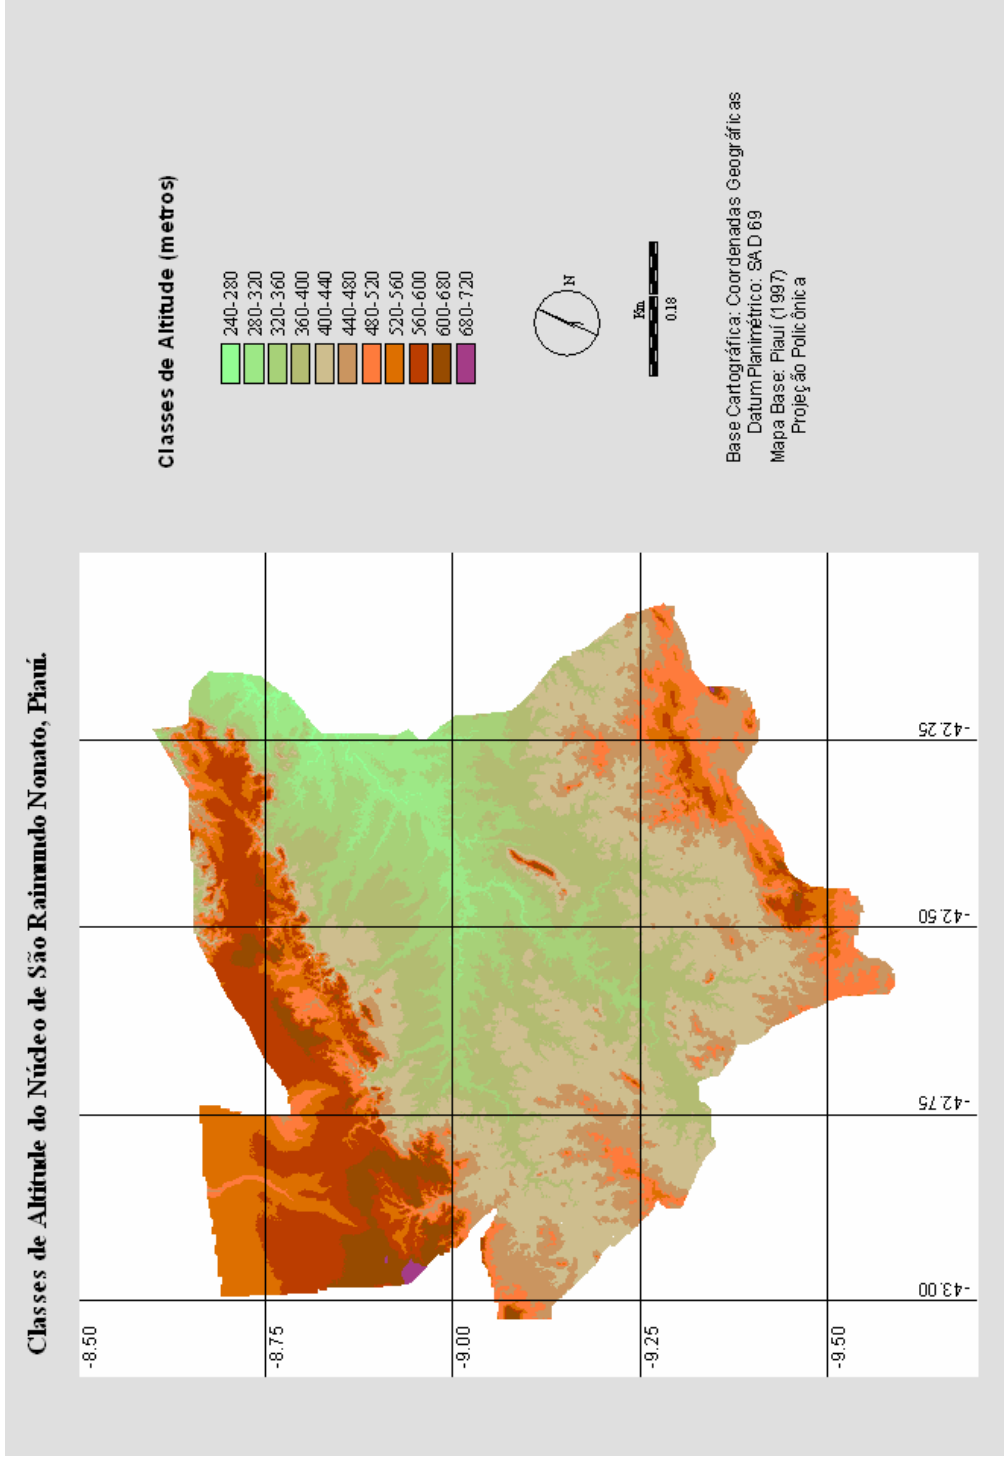 Classes de Altitude do Núcleo de São Raimundo Nonato, Piauí.
-8.50
-8.75
-9.00
-9.25
-9.50
-43.00
-42.75
-42.50
-42.25
Classes de Altitude (metros)
240-280
280-320
320-360
360-400
400-440
440-480
480-520
520-560
560-600
600-680
680-720
N
Km
0.18
Base Cartográfica: Coordenadas Geográficas
Datum Planimétrico: SAD 69
Mapa Base: Piauí (1997)
Projeção Policônica